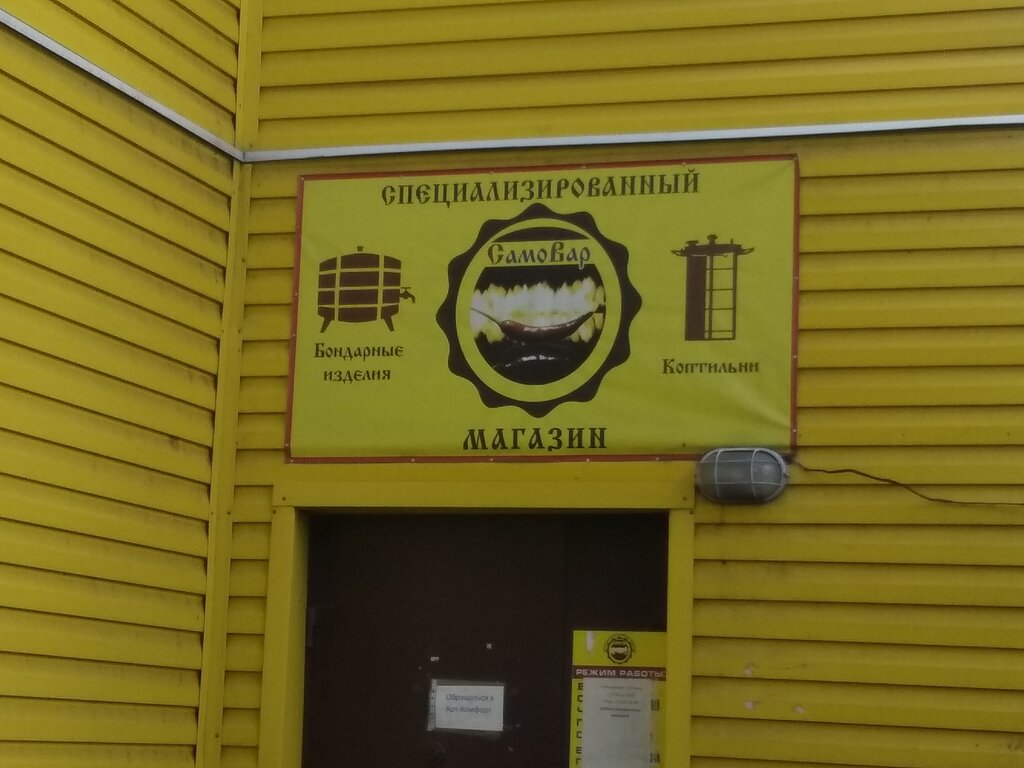 СПЕЦИАЛИЗИРОВАННЫЙ
СамоВар
Бондарные
изделия
Коптильни
МАГАЗИН
РЕЖИМ РАБОТЫ
Обращаться в
Арт-Комфорт